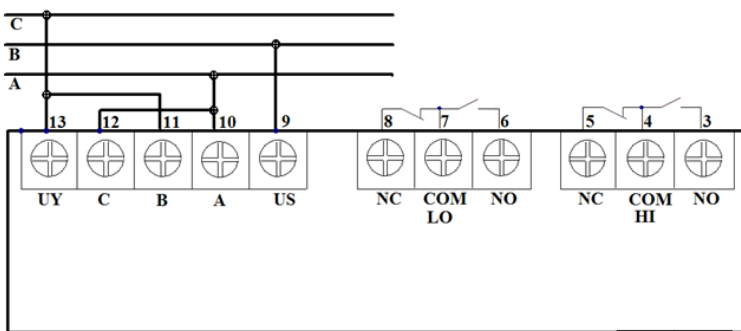 C
B
A
13 12 11 10 9 8 7 6 5 4 3
UY C B A US NC COM NO NC COM NO
LO HI